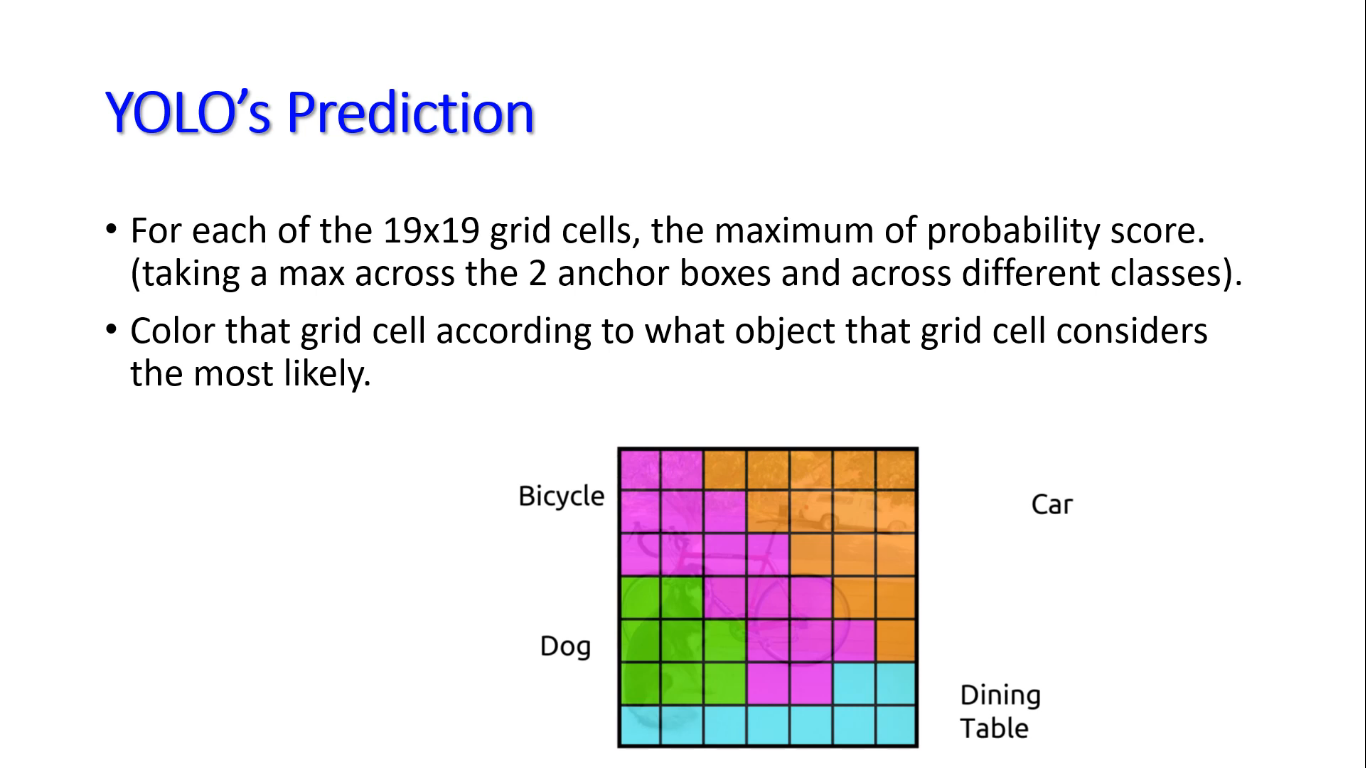 YOLO’s Prediction
• For each of the 19x19 grid cells, the maximum of probability score.
(taking a max across the 2 anchor boxes and across different classes).
• Color that grid cell according to what object that grid cell considers
the most likely.
Bicycle
Car
Dog
Dining
Table